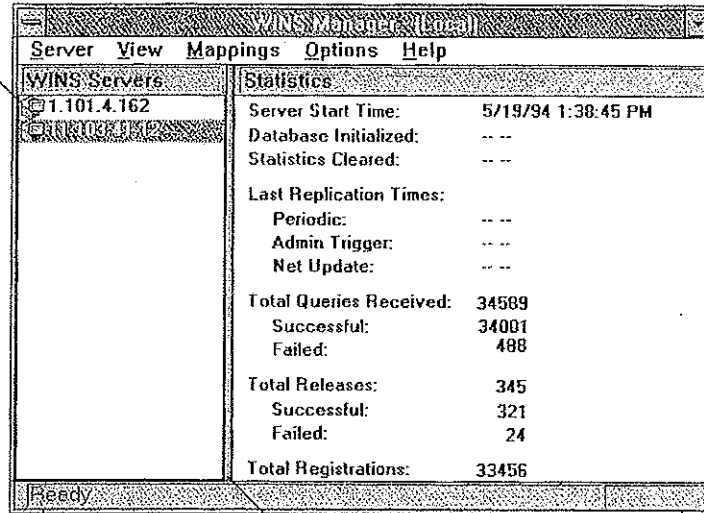 WINS Manager - (Local)
Server View Mappings Options Help
WINS Servers
1.101.4.162
Statistics
Server Start Time: 5/19/94 1:38:45 PM
Database Initialized: -- --
Statistics Cleared: -- --
Last Replication Times:
Periodic: -- --
Admin Trigger: -- --
Net Update: -- --
Total Queries Received: 34589
Successful: 34001
Failed: 488
Total Releases: 345
Successful: 321
Failed: 24
Total Registrations: 33456
Ready